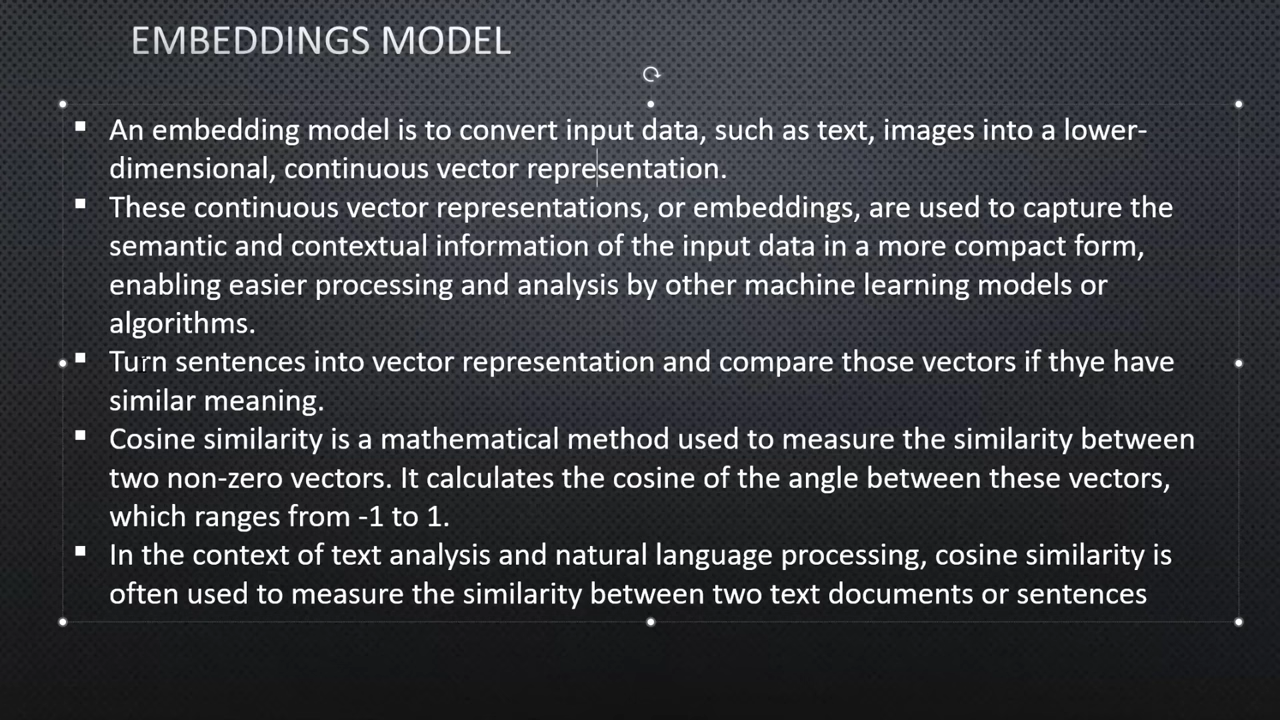 EMBEDDINGS MODEL
▪ An embedding model is to convert input data, such as text, images into a lower-
dimensional, continuous vector representation.
▪ These continuous vector representations, or embeddings, are used to capture the
semantic and contextual information of the input data in a more compact form,
enabling easier processing and analysis by other machine learning models or
algorithms.
▪ Turn sentences into vector representation and compare those vectors if thye have
similar meaning.
▪ Cosine similarity is a mathematical method used to measure the similarity between
two non-zero vectors. It calculates the cosine of the angle between these vectors,
which ranges from -1 to 1.
▪ In the context of text analysis and natural language processing, cosine similarity is
often used to measure the similarity between two text documents or sentences